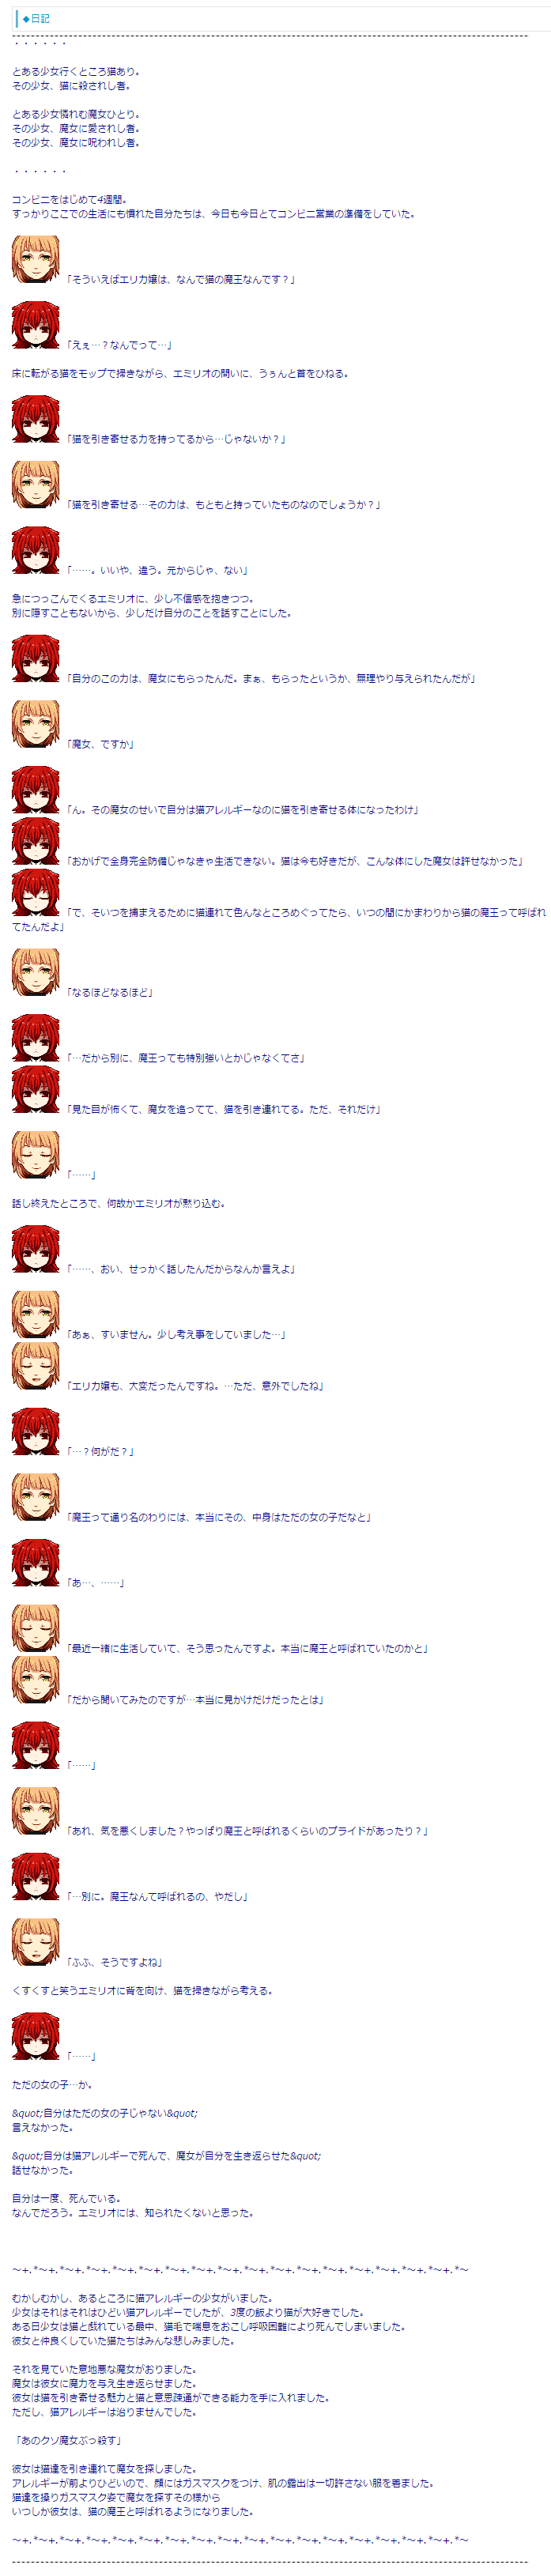 ◆日記
・・・・・・
とある少女行くところ猫あり。
その少女、猫に殺されし者。
とある少女憐れむ魔女ひとり。
その少女、魔女に愛されし者。
その少女、魔女に呪われし者。
・・・・・・
コンビニをはじめて4週間。
すっかりここでの生活にも慣れた自分たちは、今日も今日とてコンビニ営業の準備をしていた。
「そういえばエリカ嬢は、なんで猫の魔王なんです？」
「えぇ…？なんでって…」
床に転がる猫をモップで掃きながら、エミリオの問いに、うぅんと首をひねる。
「猫を引き寄せる力を持ってるから…じゃないか？」
「猫を引き寄せる…その力は、もともと持っていたものなのでしょうか？」
「……。いいや、違う。元からじゃ、ない」
急につっこんでくるエミリオに、少し不信感を抱きつつ。
別に隠すこともないから、少しだけ自分のことを話すことにした。
「自分のこの力は、魔女にもらったんだ。まぁ、もらったというか、無理やり与えられたんだが」
「魔女、ですか」
「ん。その魔女のせいで自分は猫アレルギーなのに猫を引き寄せる体になったわけ」
「おかげで全身完全防備じゃなきゃ生活できない。猫は今も好きだが、こんな体にした魔女は許せなかった」
「で、そいつを捕まえるために猫連れて色んなところめぐってたら、いつの間にかまわりから猫の魔王って呼ばれ
てたんだよ」
「なるほどなるほど」
「…だから別に、魔王っても特別強いとかじゃなくてさ」
「見た目が怖くて、魔女を追ってて、猫を引き連れてる。ただ、それだけ」
「……」
話し終えたところで、何故かエミリオが黙り込む。
「……、おい、せっかく話したんだからなんか言えよ」
「あぁ、すいません。少し考え事をしていました…」
「エリカ嬢も、大変だったんですね。…ただ、意外でしたね」
「…？何がだ？」
「魔王って通り名のわりには、本当にその、中身はただの女の子だなと」
「あ…、……」
「最近一緒に生活していて、そう思ったんですよ。本当に魔王と呼ばれていたのかと」
「だから聞いてみたのですが…本当に見かけだけだったとは」
「……」
「あれ、気を悪くしました？やっぱり魔王と呼ばれるくらいのプライドがあったり？」
「…別に。魔王なんて呼ばれるの、やだし」
「ふふ、そうですよね」
くすくすと笑うエミリオに背を向け、猫を掃きながら考える。
「……」
ただの女の子…か。
&quot;自分はただの女の子じゃない&quot;
言えなかった。
&quot;自分は猫アレルギーで死んで、魔女が自分を生き返らせた&quot;
話せなかった。
自分は一度、死んでいる。
なんでだろう。エミリオには、知られたくないと思った。
～+.*～+.*～+.*～+.*～+.*～+.*～+.*～+.*～+.*～+.*～+.*～+.*～+.*～+.*～+.*～+.*～+.*～
むかしむかし、あるところに猫アレルギーの少女がいました。
少女はそれはそれはひどい猫アレルギーでしたが、3度の飯より猫が大好きでした。
ある日少女は猫と戯れている最中、猫毛で喘息をおこし呼吸困難により死んでしまいました。
彼女と仲良くしていた猫たちはみんな悲しみました。
それを見ていた意地悪な魔女がおりました。
魔女は彼女に魔力を与え生き返らせました。
彼女は猫を引き寄せる魅力と猫と意思疎通ができる能力を手に入れました。
ただし、猫アレルギーは治りませんでした。
「あのクソ魔女ぶっ殺す」
彼女は猫達を引き連れて魔女を探しました。
アレルギーが前よりひどいので、顔にはガスマスクをつけ、肌の露出は一切許さない服を着ました。
猫達を操りガスマスク姿で魔女を探すその様から
いつしか彼女は、猫の魔王と呼ばれるようになりました。
～+.*～+.*～+.*～+.*～+.*～+.*～+.*～+.*～+.*～+.*～+.*～+.*～+.*～+.*～+.*～+.*～+.*～